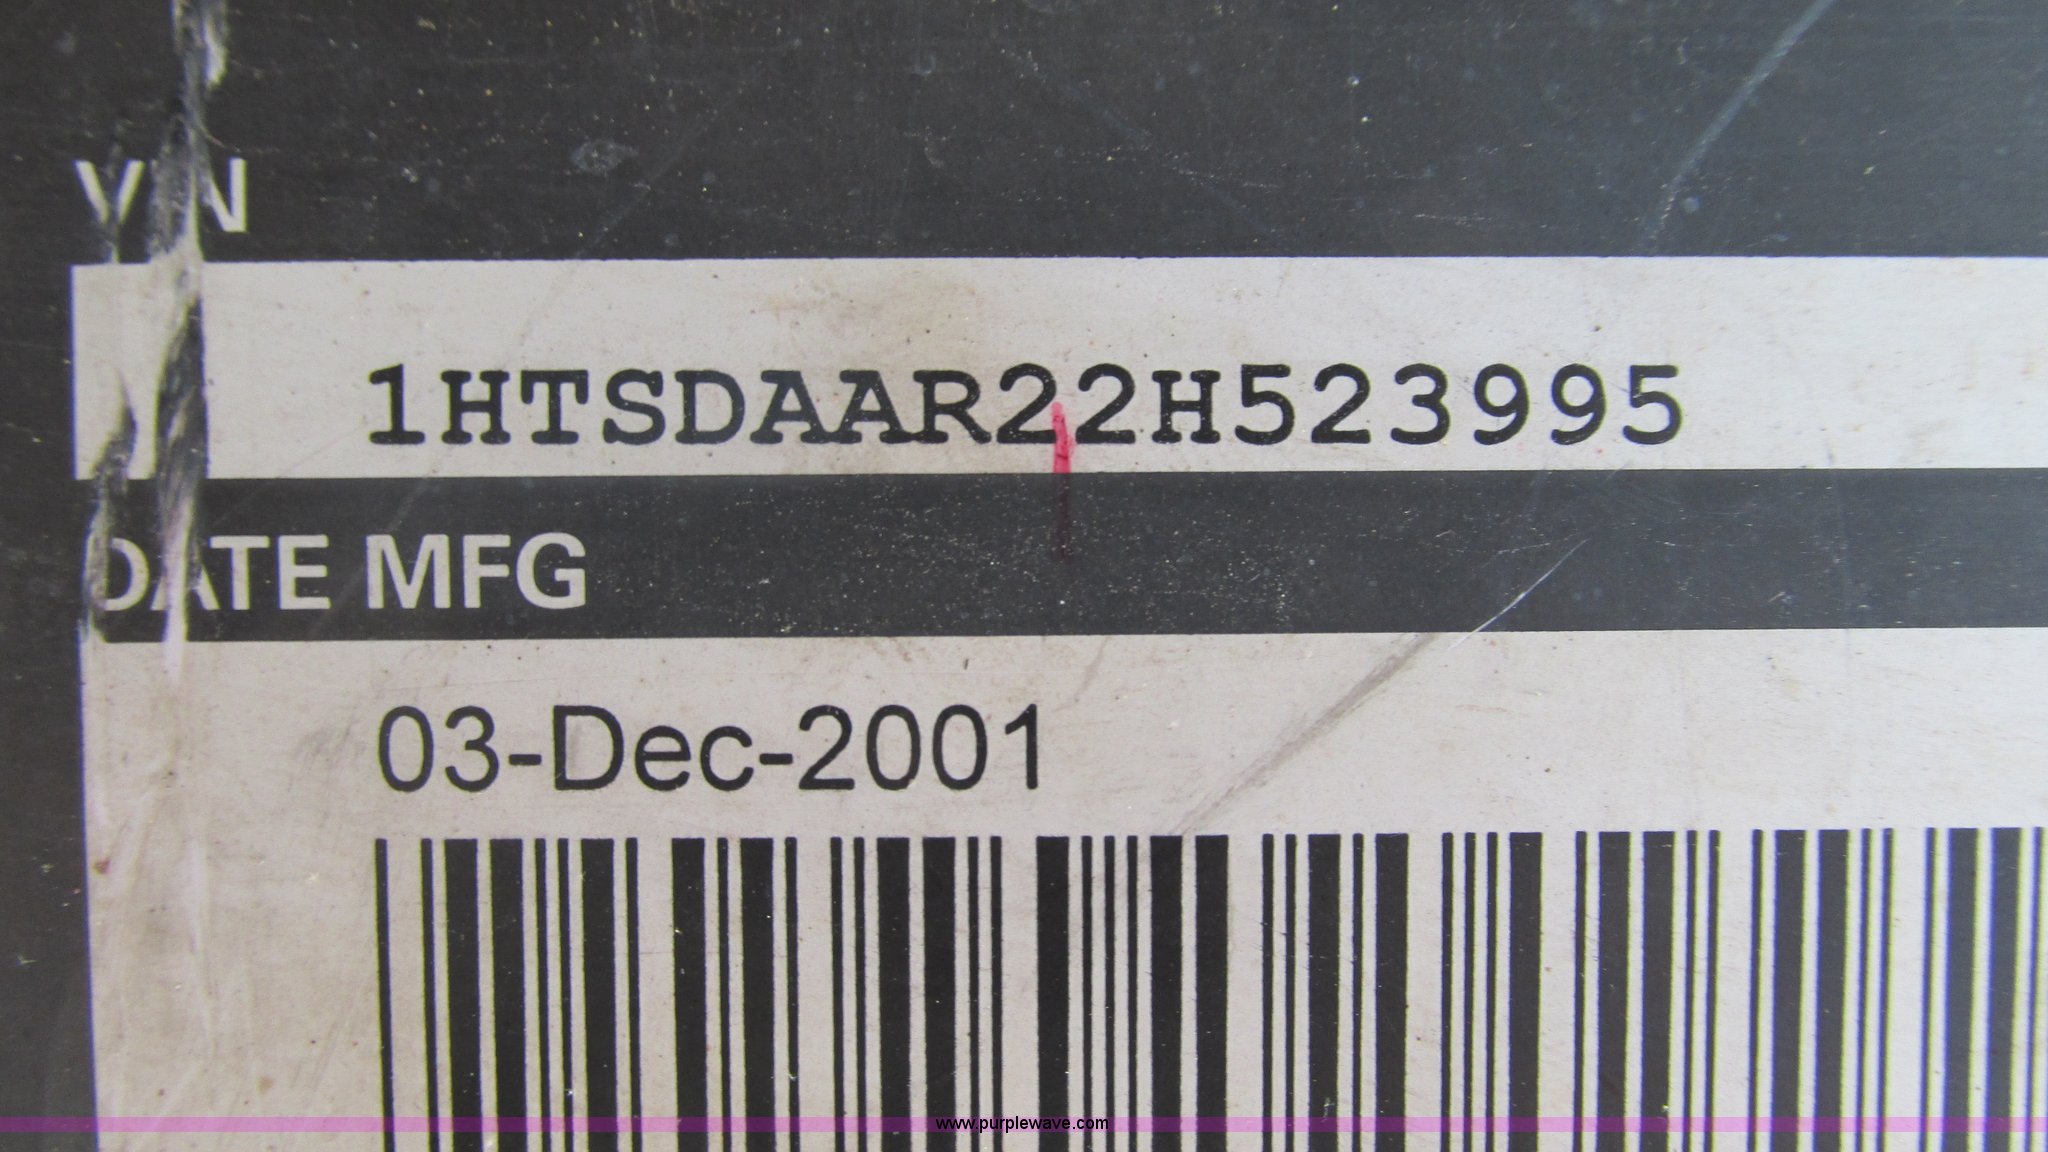 VIN
1HTSDAAR22H523995
DATE MFG
03-Dec-2001
www.purplewave.com